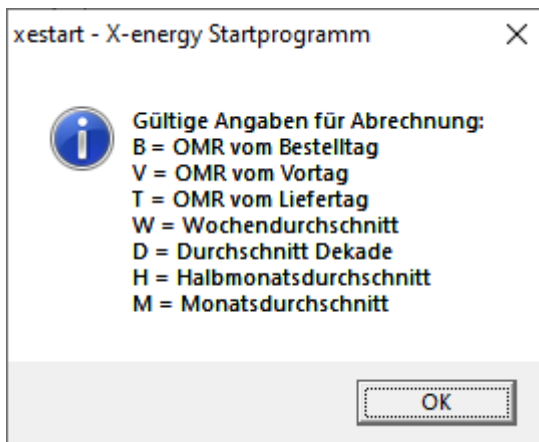 xestart - X-energy Startprogramm
Gültige Angaben für Abrechnung:
B = OMR vom Bestelltag
V = OMR vom Vortag
T = OMR vom Liefertag
W = Wochendurchschnitt
D = Durchschnitt Dekade
H = Halbmonatsdurchschnitt
M = Monatsdurchschnitt
OK